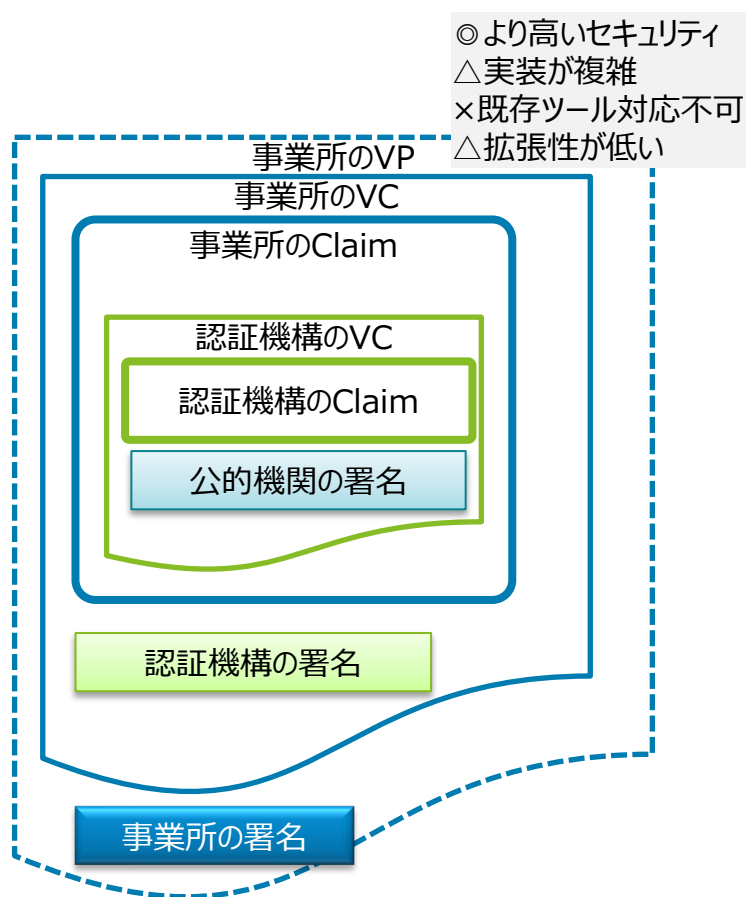 ◎より高いセキュリティ
△実装が複雑
×既存ツール対応不可
△拡張性が低い
事業所のVP
事業所のVC
事業所のClaim
認証機構のVC
認証機構のClaim
公的機関の署名
認証機構の署名
事業所の署名